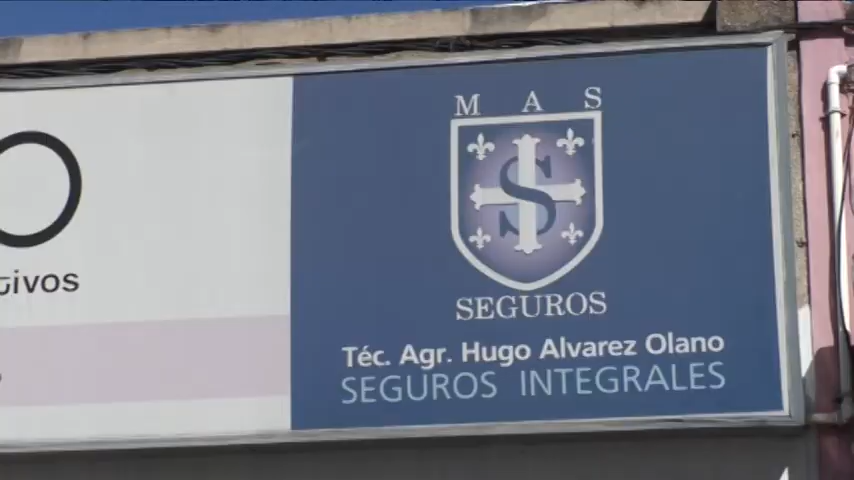 M A S
S
SEGUROS
Téc. Agr. Hugo Alvarez Olano
SEGUROS INTEGRALES